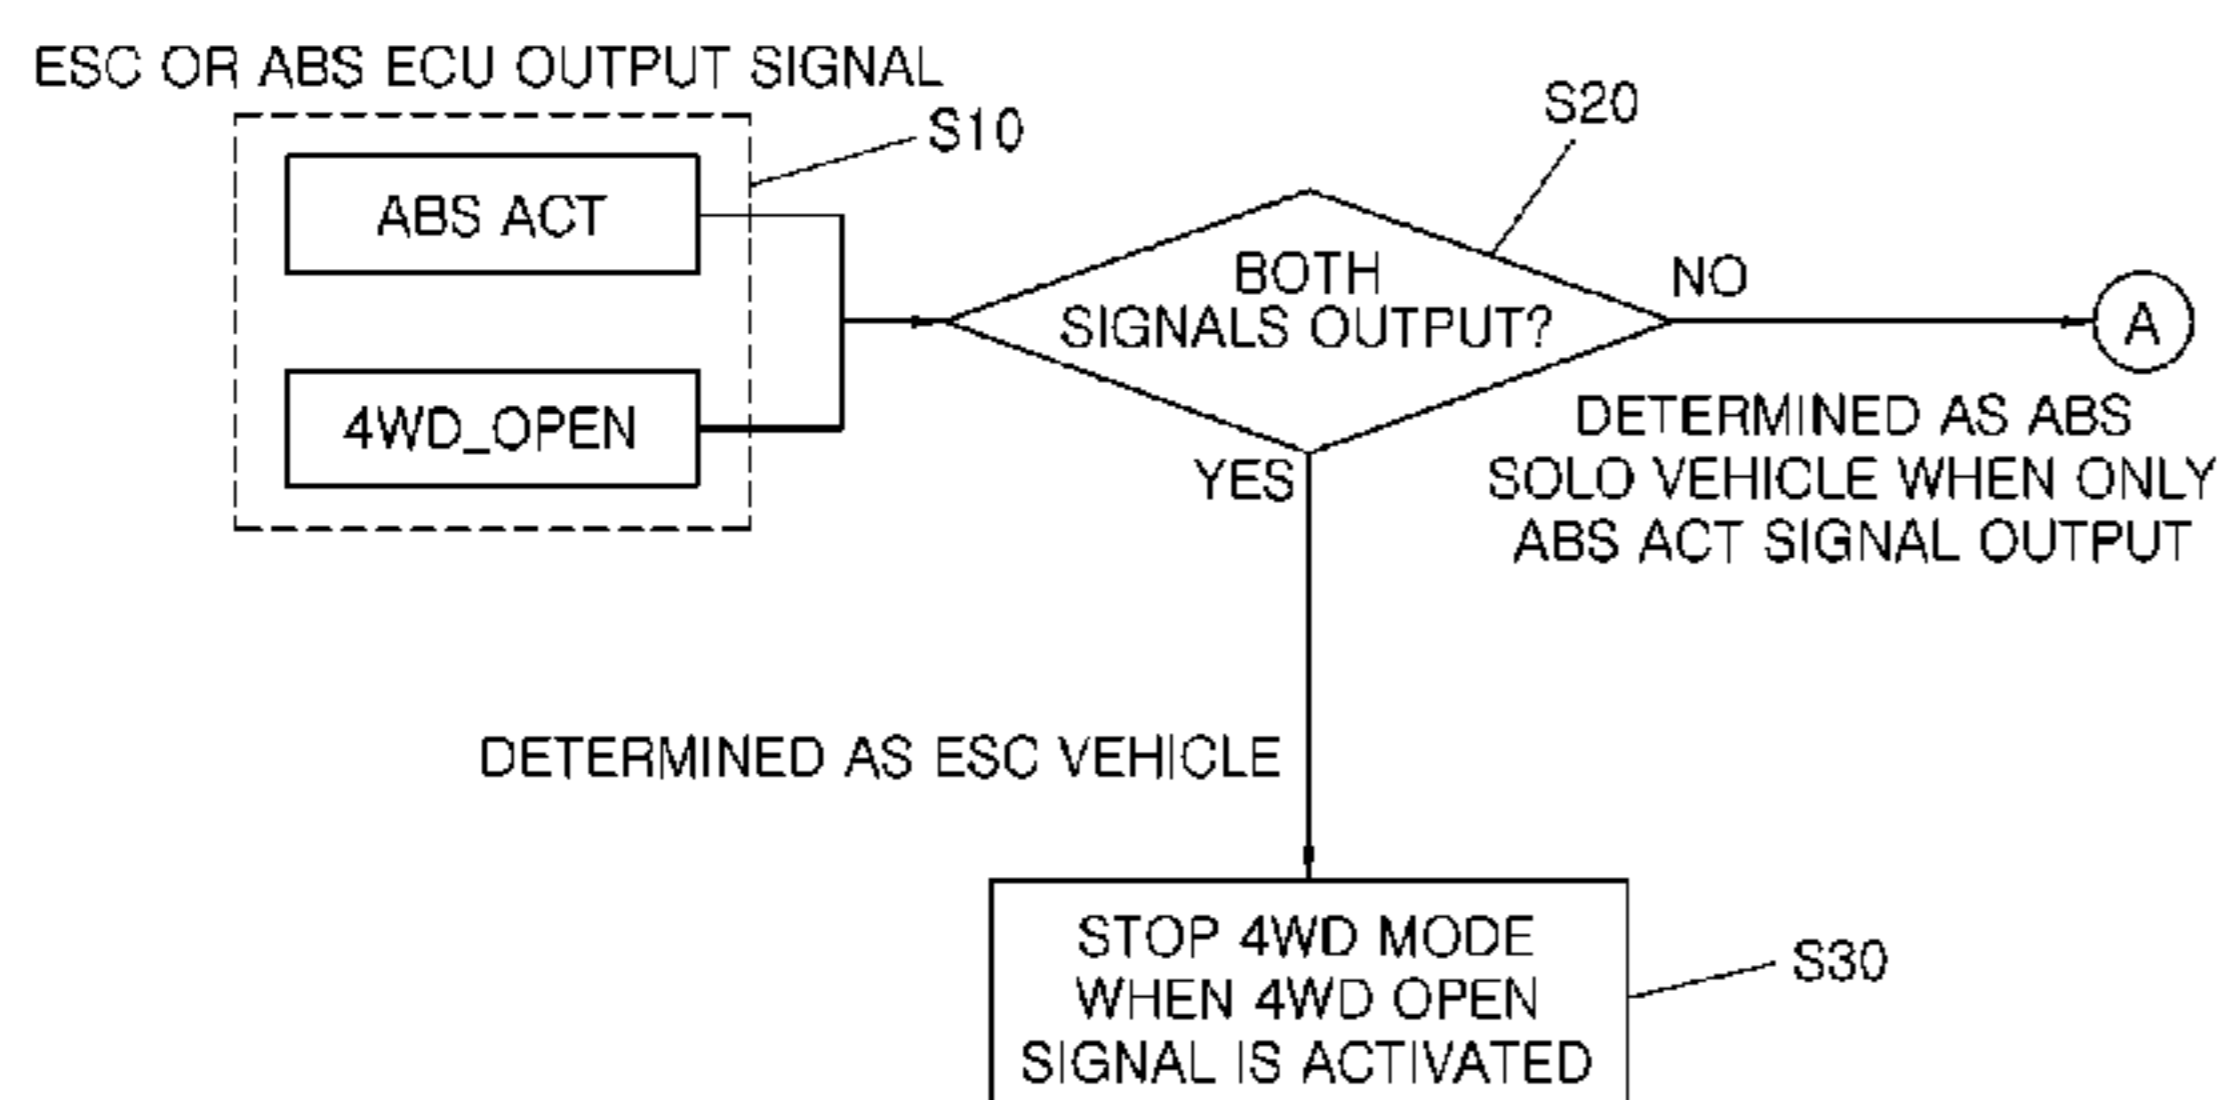 ESC OR ABS ECU OUTPUT SIGNAL
S10
ABS ACT
4WD_OPEN
S20
BOTH
SIGNALS OUTPUT?
NO
A
DETERMINED AS ABS
SOLO VEHICLE WHEN ONLY
ABS ACT SIGNAL OUTPUT
YES
DETERMINED AS ESC VEHICLE
STOP 4WD MODE
WHEN 4WD OPEN
SIGNAL IS ACTIVATED
S30